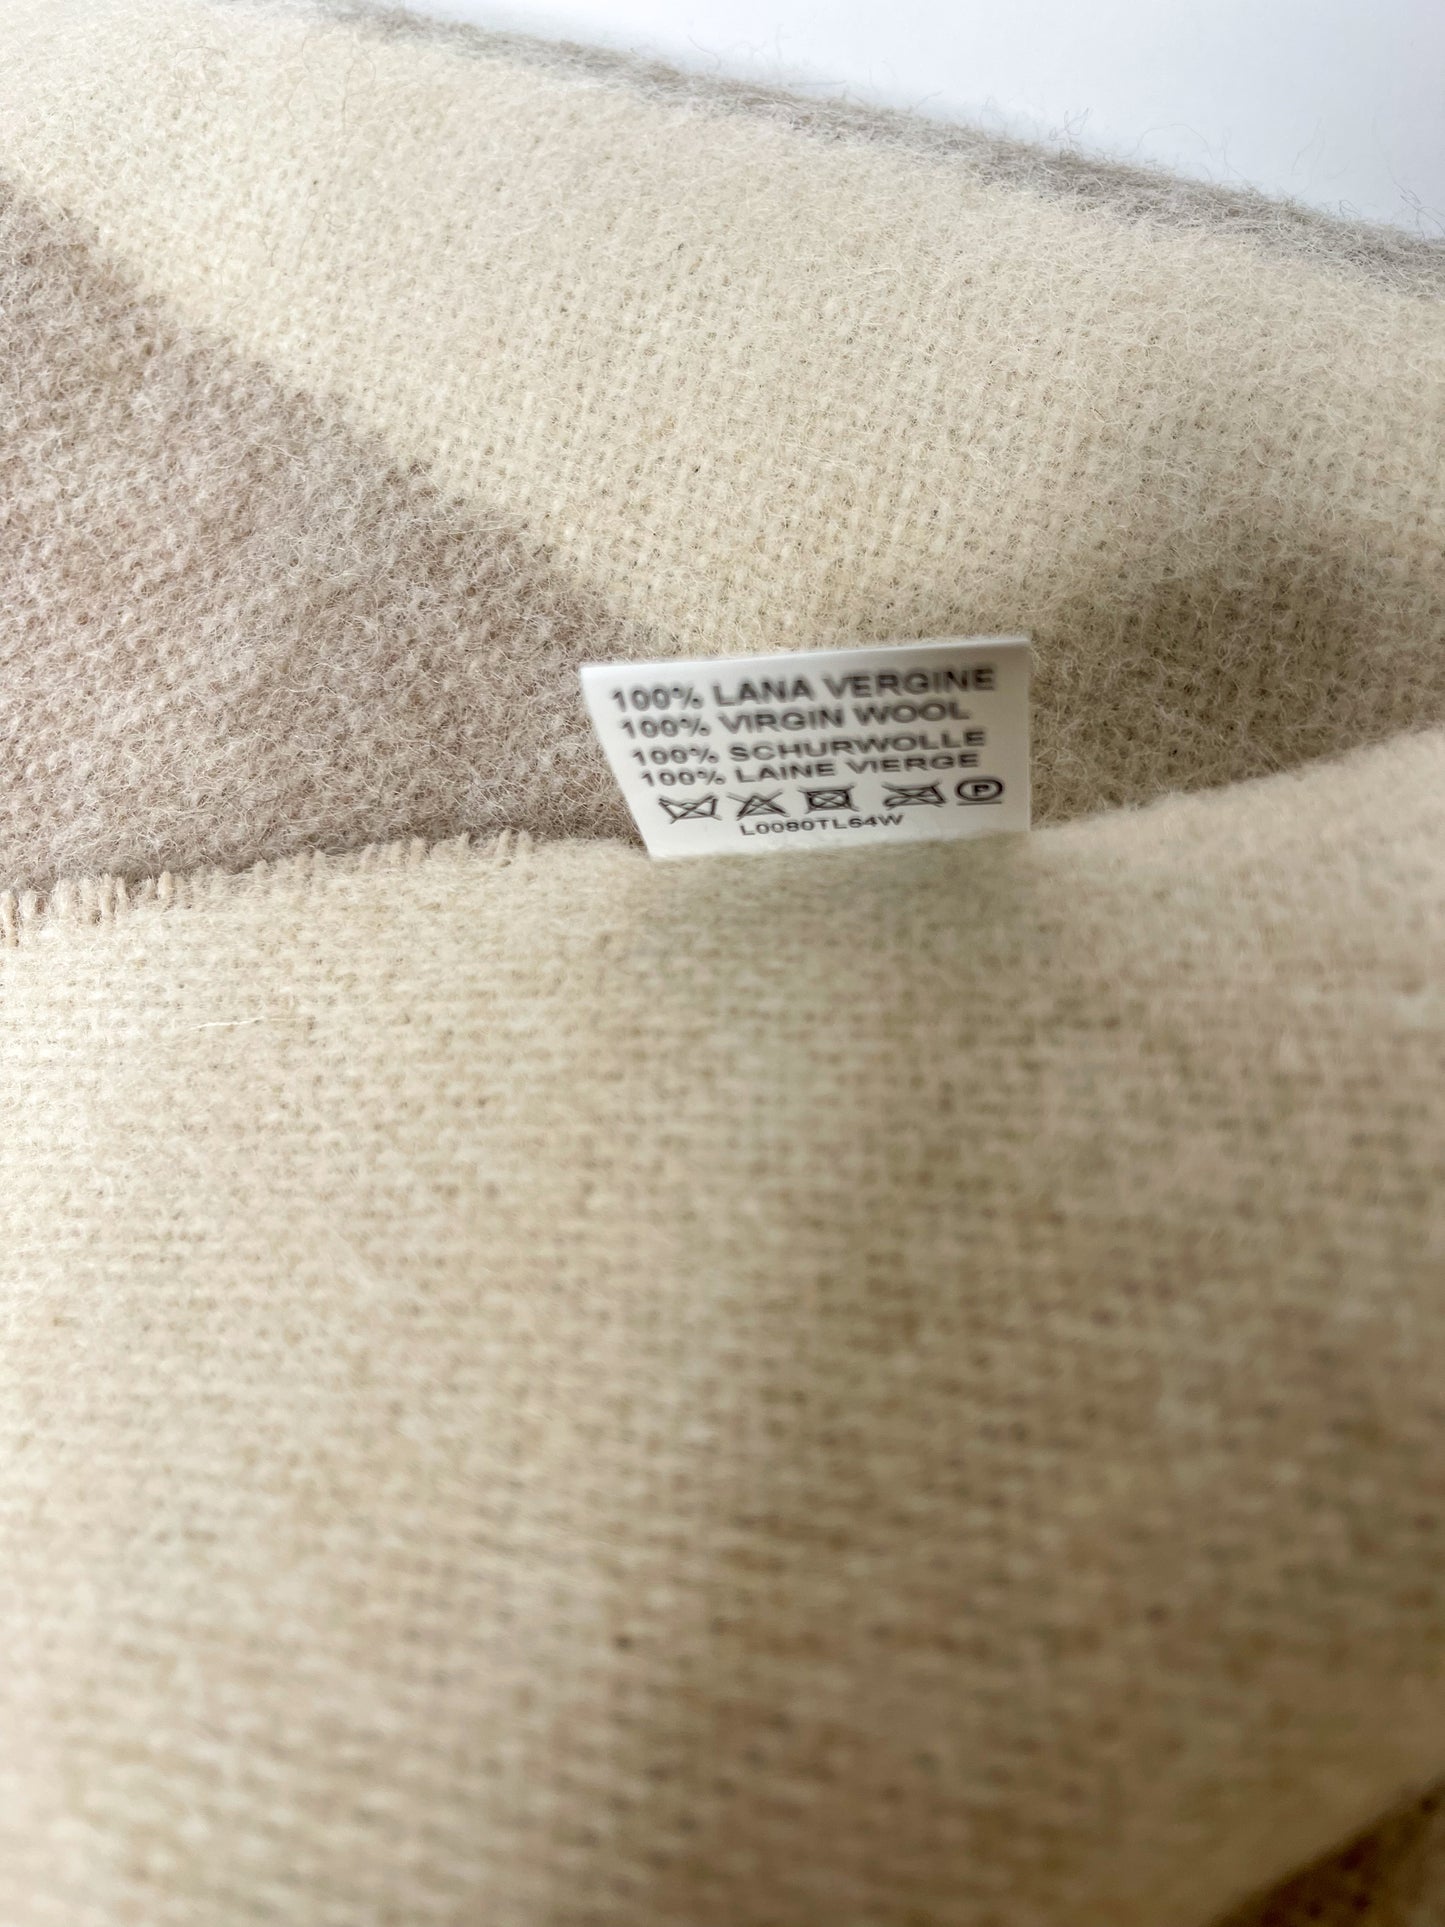 100% LANA VERGINE
100% VIRGIN WOOL
100% SCHURWOLLE
100% LAINE VIERGE
P
L0080TL64W